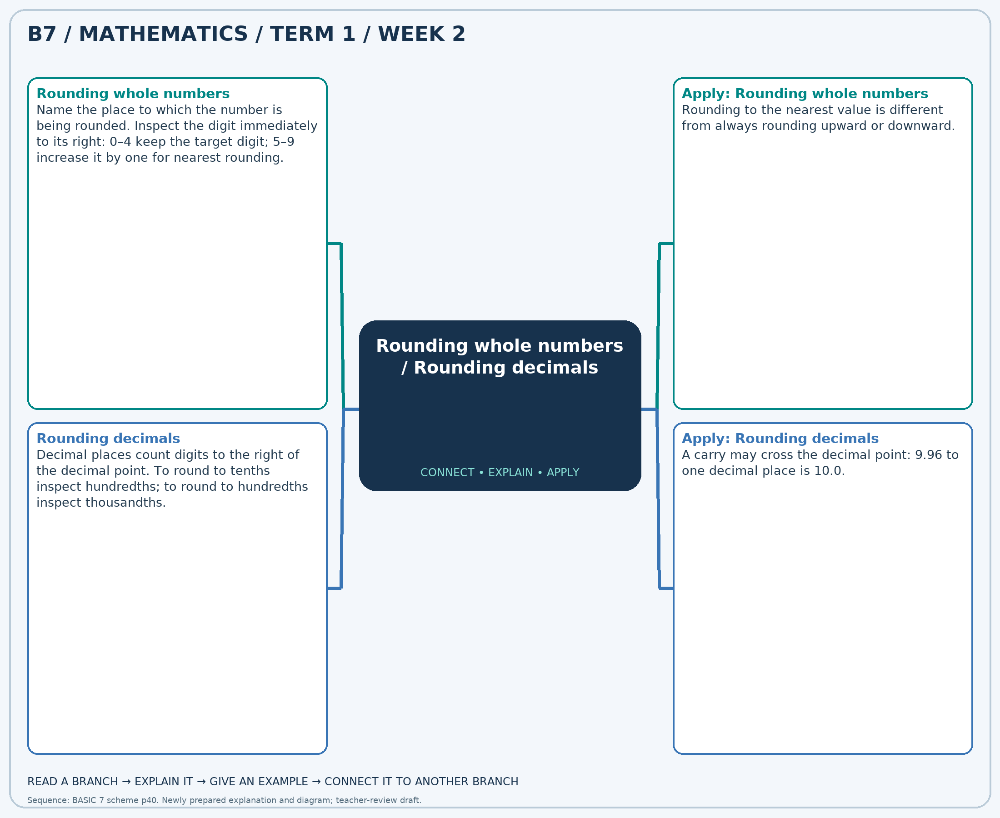 B7 / MATHEMATICS / TERM 1 / WEEK 2
Rounding whole numbers
Name the place to which the number is
being rounded. Inspect the digit immediately
to its right: 0–4 keep the target digit; 5–9
increase it by one for nearest rounding.
Apply: Rounding whole numbers
Rounding to the nearest value is different
from always rounding upward or downward.
Rounding whole numbers
/ Rounding decimals
CONNECT • EXPLAIN • APPLY
Rounding decimals
Decimal places count digits to the right of
the decimal point. To round to tenths
inspect hundredths; to round to hundredths
inspect thousandths.
Apply: Rounding decimals
A carry may cross the decimal point: 9.96 to
one decimal place is 10.0.
READ A BRANCH → EXPLAIN IT → GIVE AN EXAMPLE → CONNECT IT TO ANOTHER BRANCH
Sequence: BASIC 7 scheme p40. Newly prepared explanation and diagram; teacher-review draft.